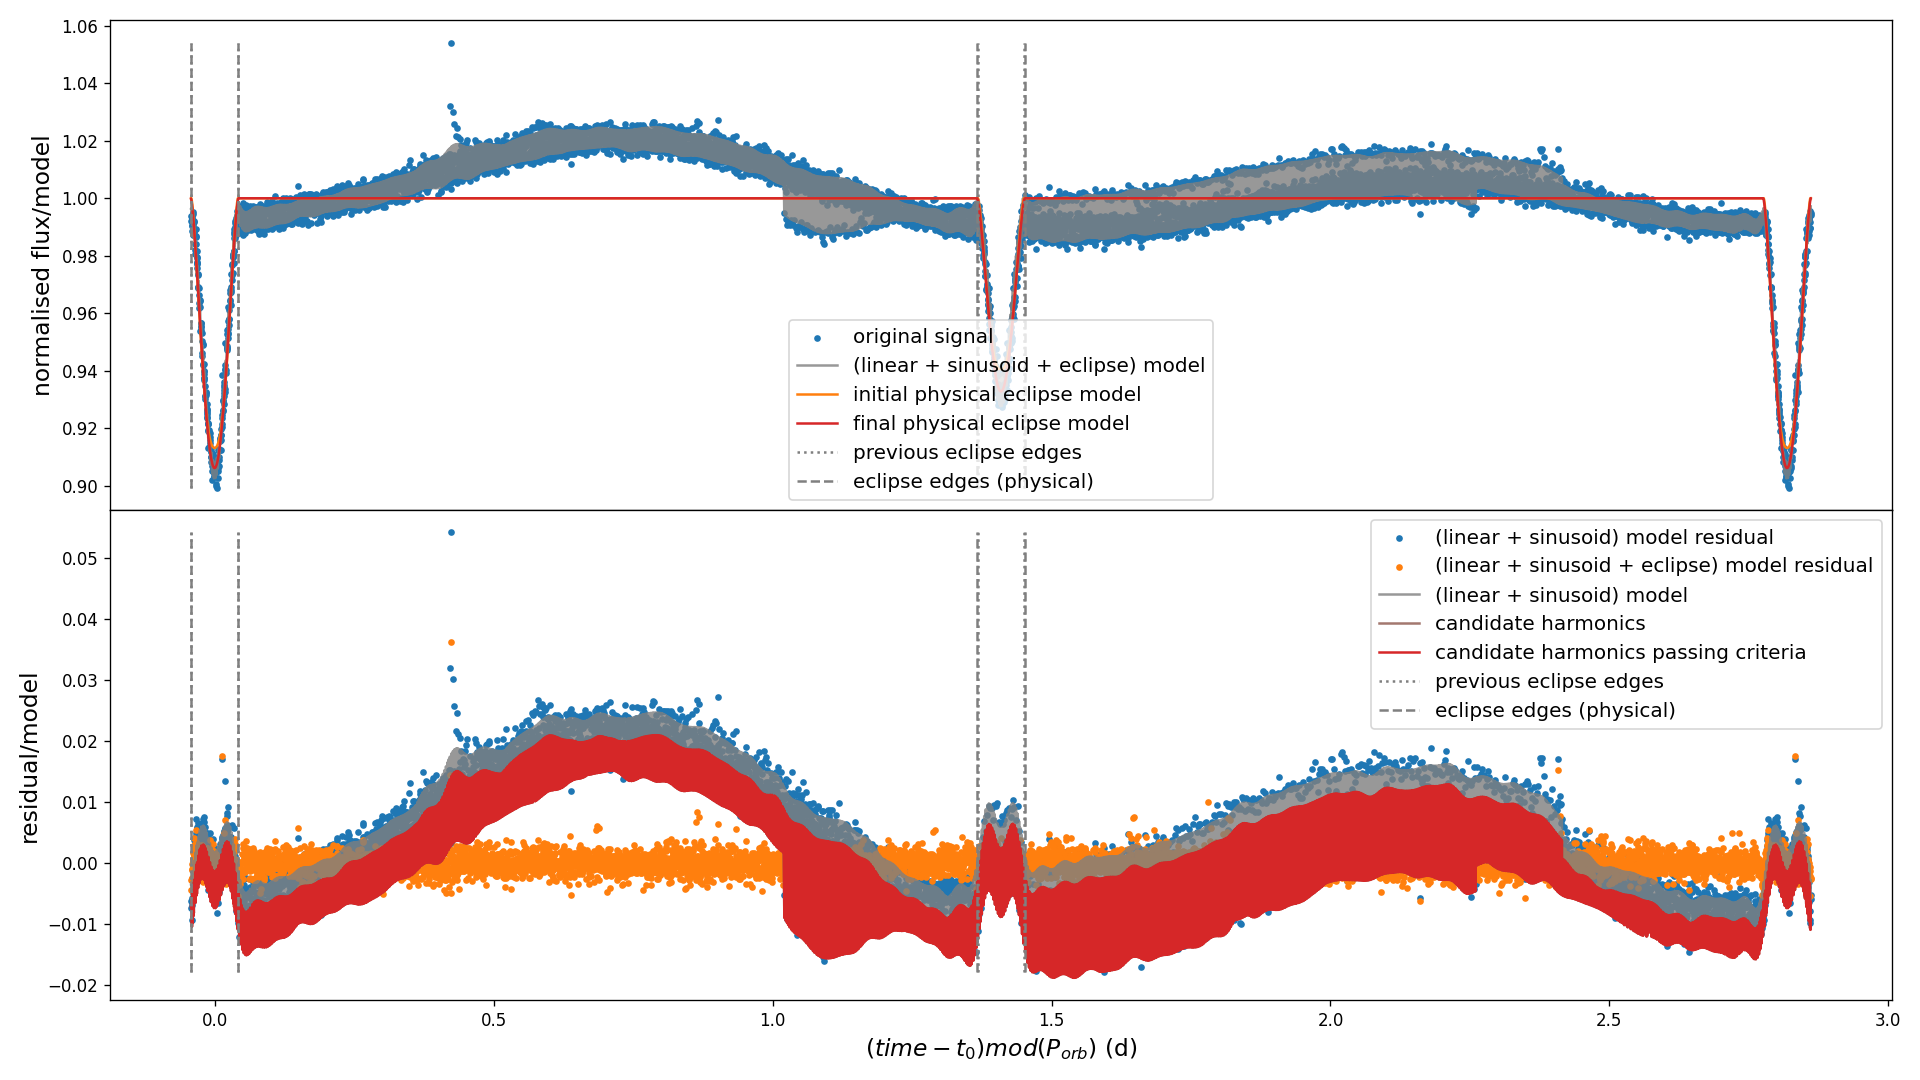 1.06
1.04
1.02
1.00
0.98
0.96
0.94
0.92
0.90
normalised flux/model
original signal
(linear + sinusoid + eclipse) model
initial physical eclipse model
final physical eclipse model
previous eclipse edges
eclipse edges (physical)
0.05
0.04
0.03
0.02
0.01
0.00
−0.01
−0.02
residual/model
(linear + sinusoid) model residual
(linear + sinusoid + eclipse) model residual
(linear + sinusoid) model
candidate harmonics
candidate harmonics passing criteria
previous eclipse edges
eclipse edges (physical)
0.0 0.5 1.0 1.5 2.0 2.5 3.0
(time − t₀)mod(P_orb) (d)